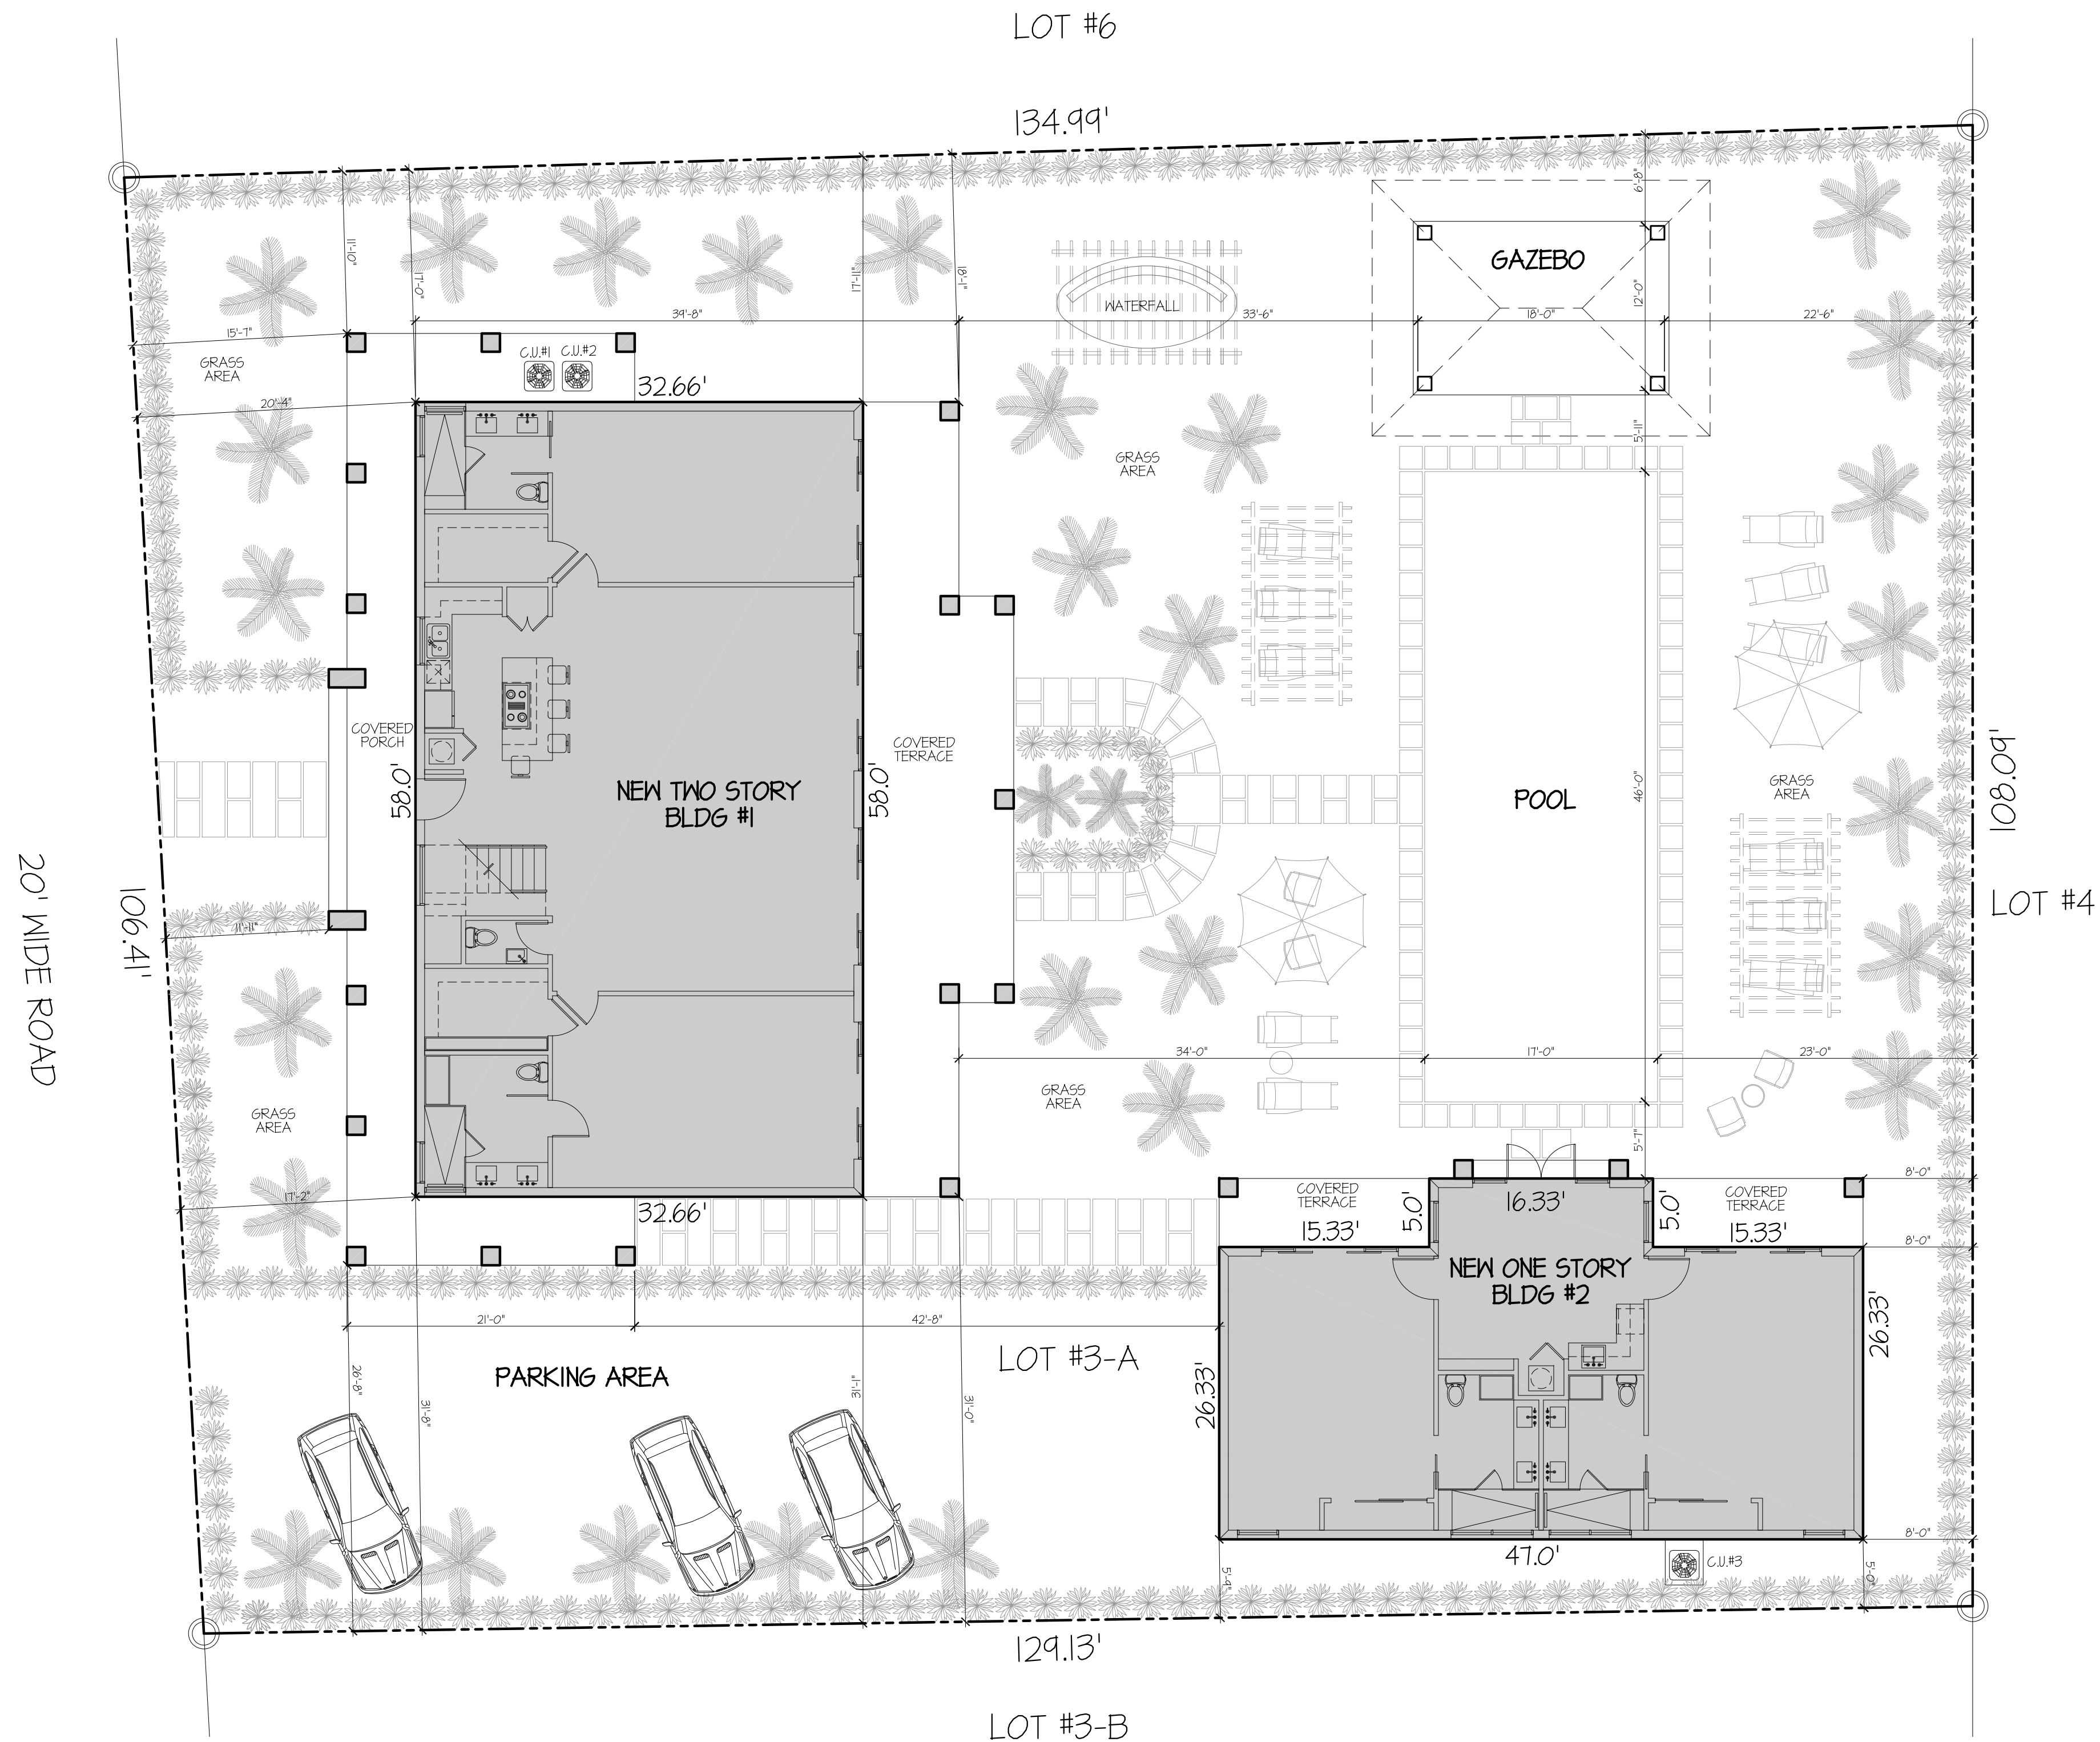 LOT #6
134.99'
6'-8"
11'-10"
17'-0"
17'-11"
18'-1"
GAZEBO
12'-0"
WATERFALL
39'-8"
33'-6"
18'-0"
22'-6"
15'-7"
GRASS
AREA
C.U.#1
C.U.#2
32.66'
20'-4"
5'-11"
GRASS
AREA
COVERED
PORCH
COVERED
TERRACE
58.0'
58.0'
NEW TWO STORY
BLDG #1
POOL
46'-0"
GRASS
AREA
108.09'
LOT #4
20' WIDE ROAD
106.41'
11'-11"
34'-0"
17'-0"
23'-0"
GRASS
AREA
GRASS
AREA
5'-7"
17'-2"
32.66'
COVERED
TERRACE
15.33'
5.0'
16.33'
5.0'
COVERED
TERRACE
15.33'
8'-0"
8'-0"
NEW ONE STORY
BLDG #2
21'-0"
42'-8"
26.33'
26.33'
LOT #3-A
PARKING AREA
26'-8"
31'-8"
31'-1"
31'-0"
8'-0"
47.0'
C.U.#3
5'-9"
5'-0"
129.13'
LOT #3-B